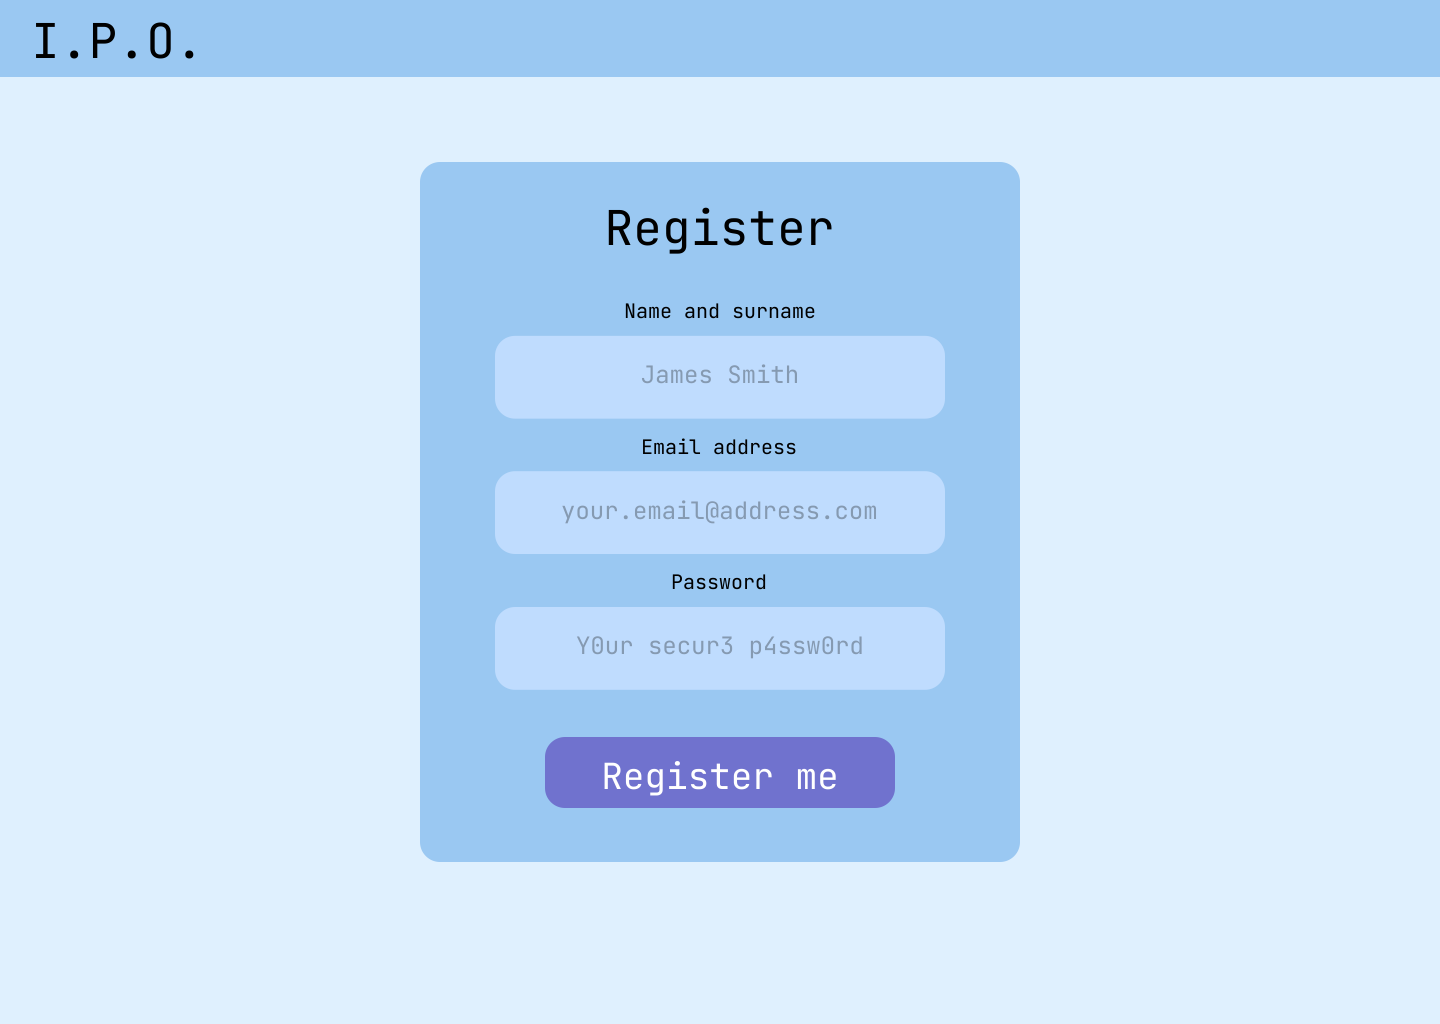 I.P.O.
Register
Name and surname
James Smith
Email address
your.email@address.com
Password
Y0ur secur3 p4ssw0rd
Register me